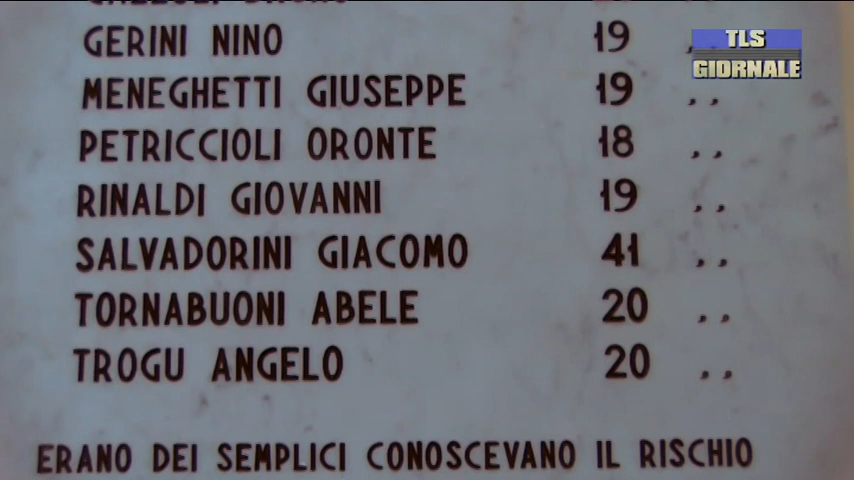 GERINI NINO 19 ,,
MENEGHETTI GIUSEPPE 19 ,,
PETRICCIOLI ORONTE 18 ,,
RINALDI GIOVANNI 19 ,,
SALVADORINI GIACOMO 41 ,,
TORNABUONI ABELE 20 ,,
TROGU ANGELO 20 ,,
ERANO DEI SEMPLICI CONOSCEVANO IL RISCHIO
TLS
GIORNALE